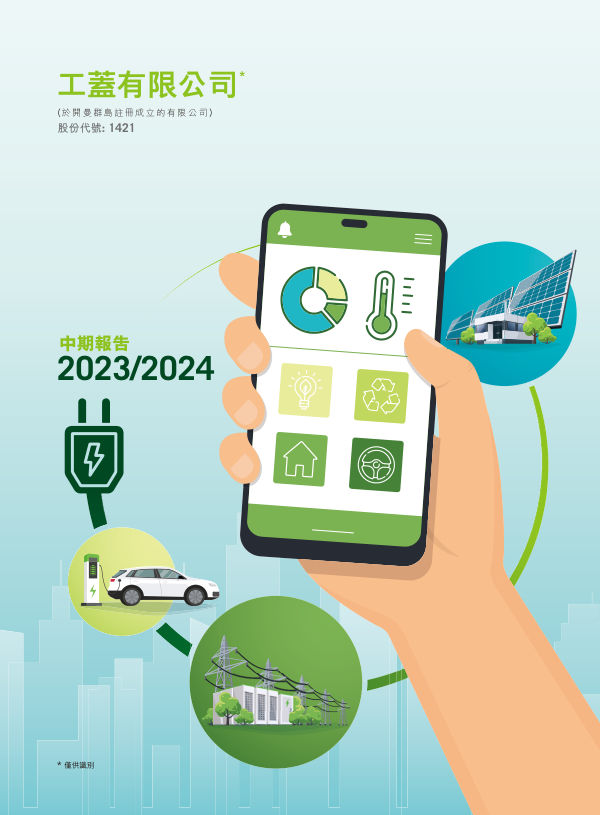 工蓋有限公司*
(於開曼群島註冊成立的有限公司)
股份代號: 1421
中期報告
2023/2024
* 僅供識別